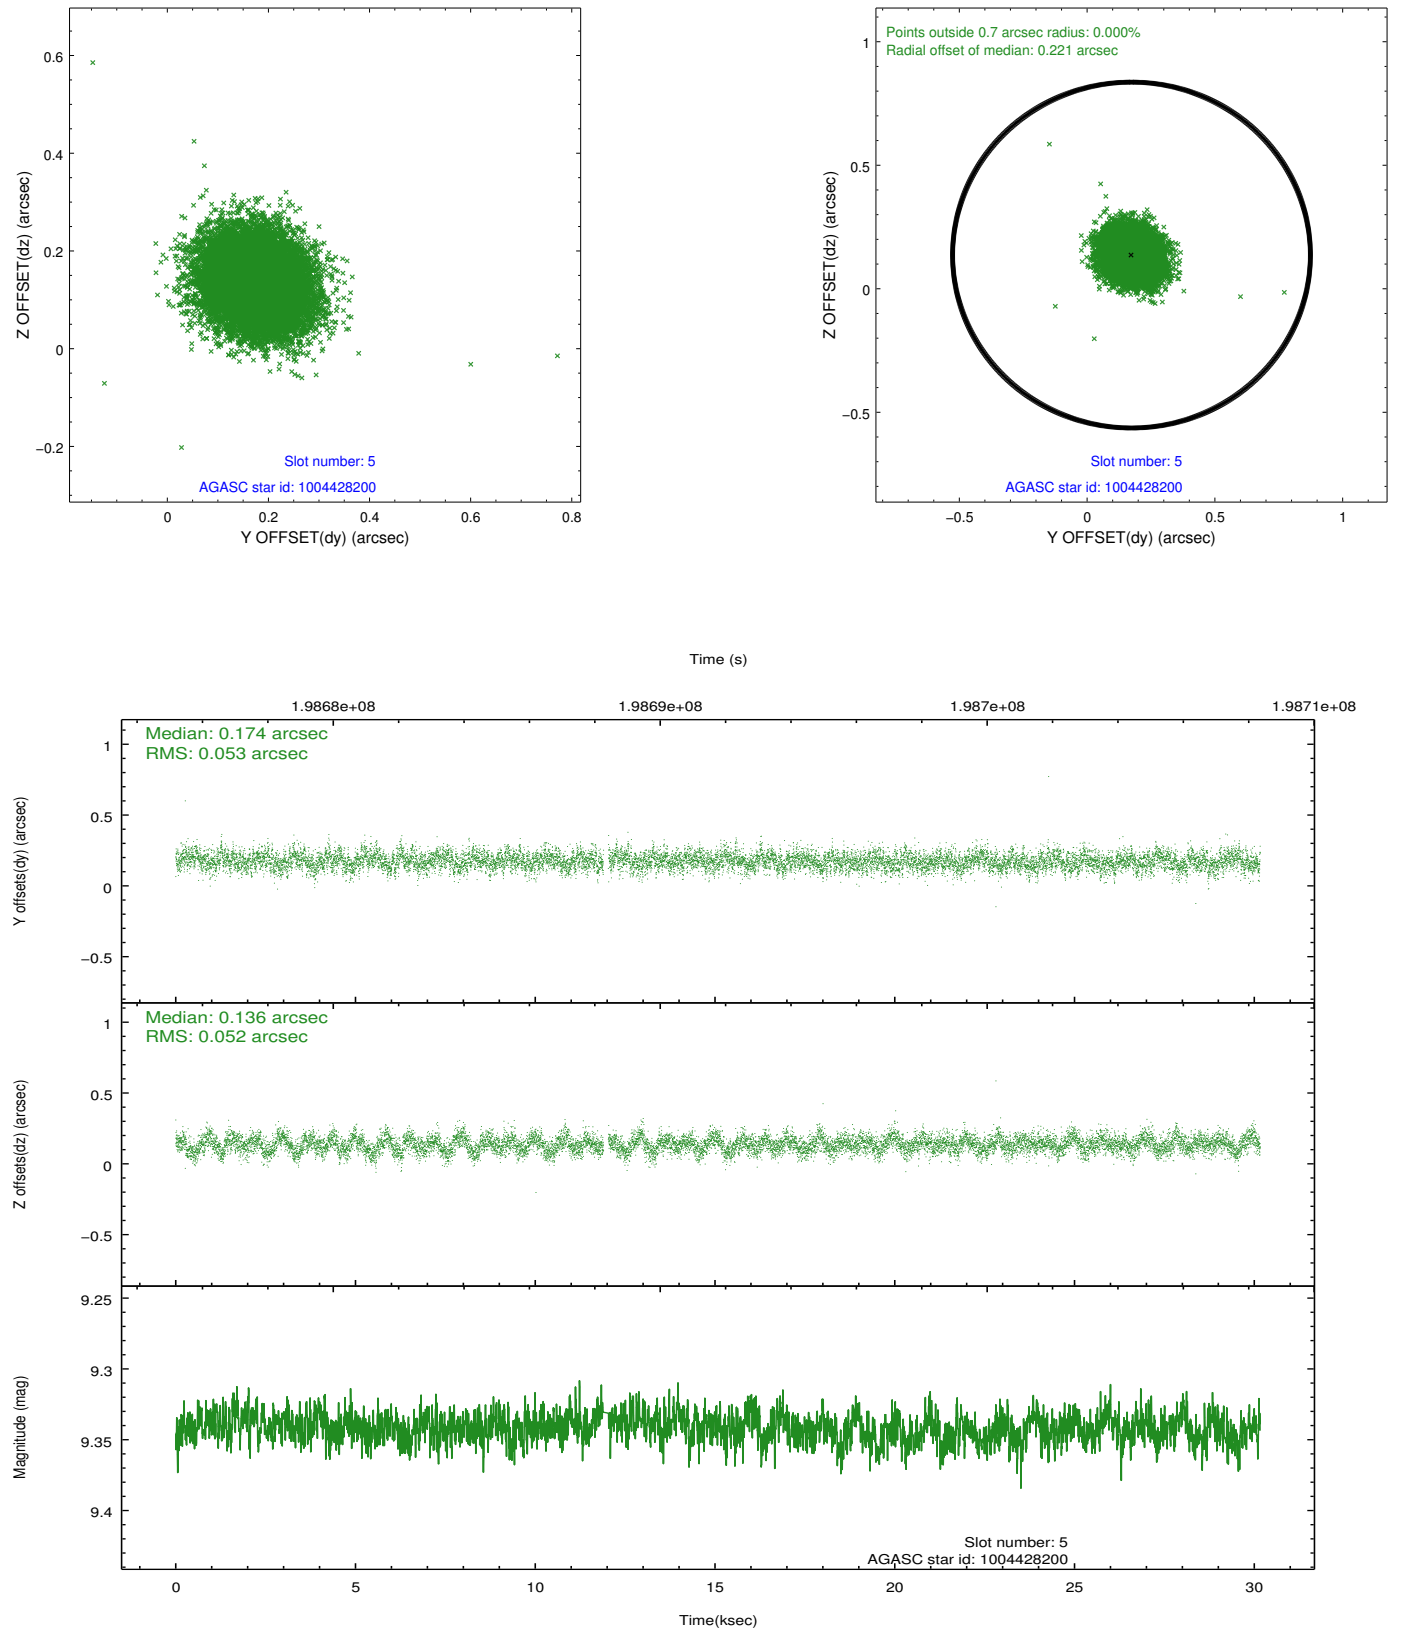 0.6
0.4
0.2
0
−0.2
Z OFFSET(dz) (arcsec)
Slot number: 5
AGASC star id: 1004428200
0 0.2 0.4 0.6 0.8
Y OFFSET(dy) (arcsec)
Points outside 0.7 arcsec radius: 0.000%
Radial offset of median: 0.221 arcsec
1
0.5
0
−0.5
Z OFFSET(dz) (arcsec)
Slot number: 5
AGASC star id: 1004428200
−0.5 0 0.5 1
Y OFFSET(dy) (arcsec)
Time (s)
1.9868e+08 1.9869e+08 1.987e+08 1.9871e+08
Median: 0.174 arcsec
RMS: 0.053 arcsec
1
0.5
0
−0.5
Y offsets(dy) (arcsec)
Median: 0.136 arcsec
RMS: 0.052 arcsec
1
0.5
0
−0.5
Z offsets(dz) (arcsec)
9.25
9.3
9.35
9.4
Magnitude (mag)
Slot number: 5
AGASC star id: 1004428200
0 5 10 15 20 25 30
Time(ksec)